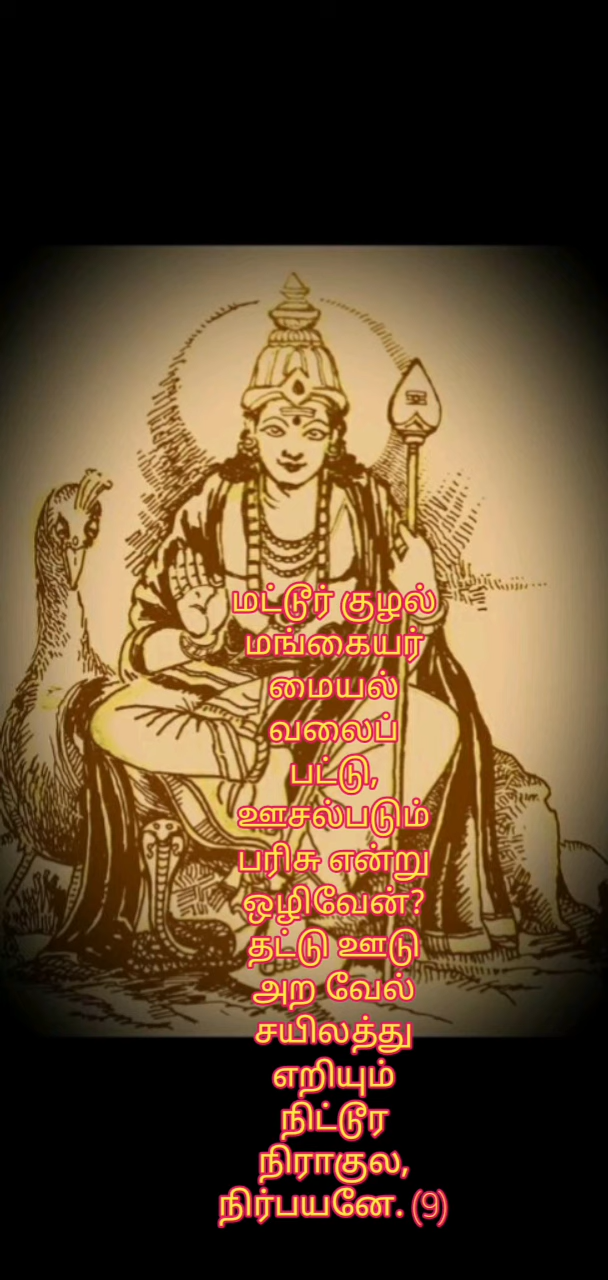 மட்டூர் குழல்
மங்கையர்
மையல்
வலைப்
பட்டு,
ஊசல்படும்
பரிசு என்று
ஒழிவேன்?
தட்டு ஊடு
அற வேல்
சயிலத்து
எறியும்
நிட்டூர
நிராகுல,
நிர்பயனே. (9)